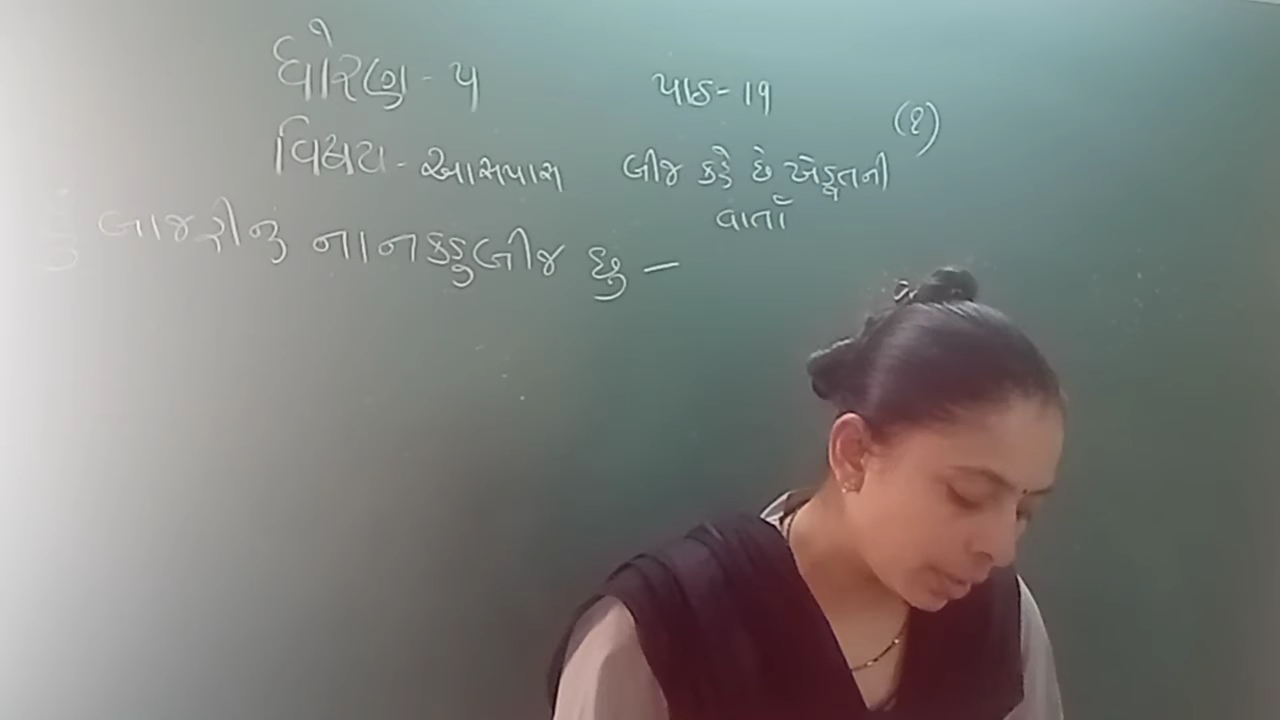 ધોરણ - ૫
પાઠ - ૧૧
(૧)
વિષય - આસપાસ
બીજ કહે છે ખેડૂતની
વાર્તા
હું બાજરીનું નાનકડુ બીજ છુ -